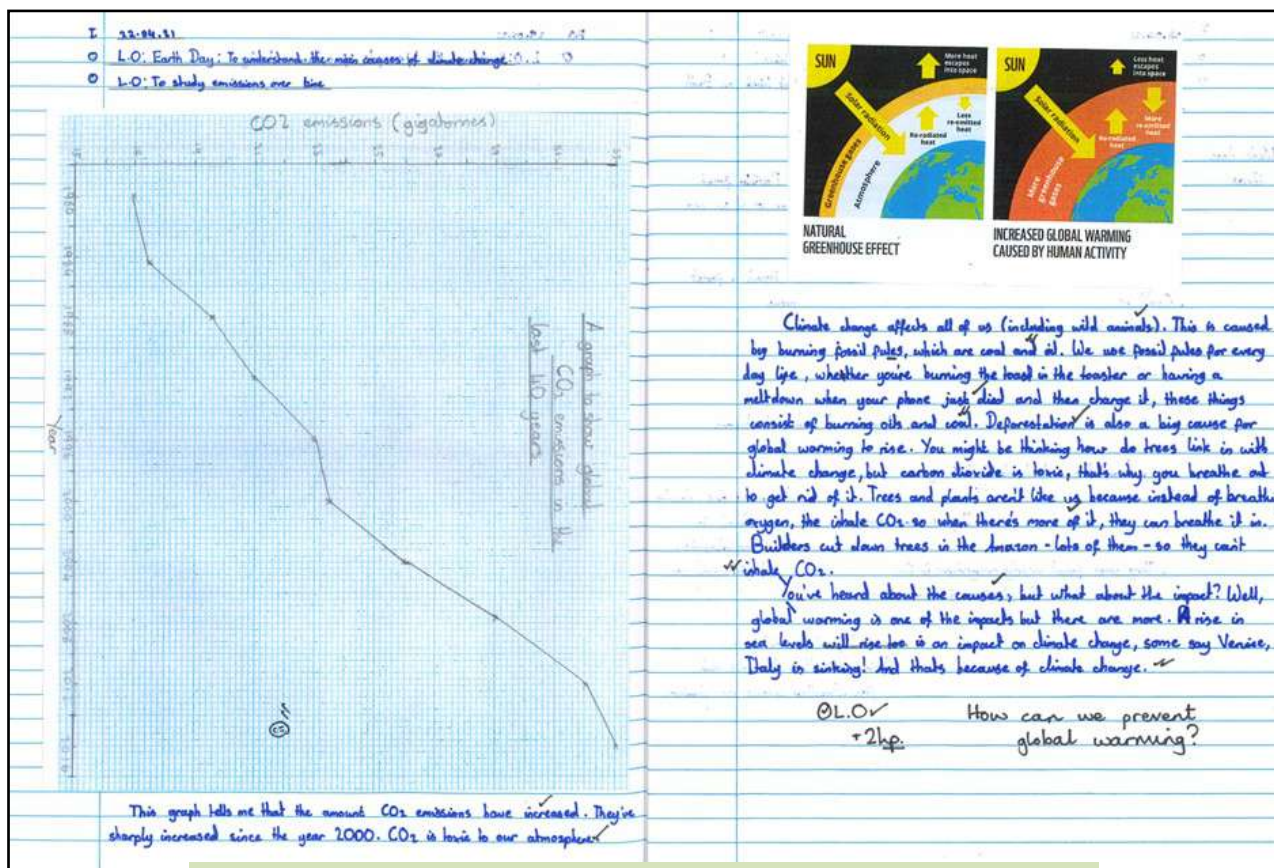 I 22.04.21
O L.O: Earth Day: To understand the main causes of climate change.
O L.O: To study emissions over time
CO2 emissions (gigatonnes)
Year
A graph to show global
CO2 emissions in the
last 40 years
This graph tells me that the amount CO2 emissions have increased. They've
sharply increased since the year 2000. CO2 is toxic to our atmosphere
SUN
Solar radiation
More heat
escapes
into space
Less
re-emitted
heat
Re-radiated
heat
Greenhouse gases
Atmosphere
NATURAL
GREENHOUSE EFFECT
SUN
Solar radiation
Less heat
escapes
into space
More
re-emitted
heat
Re-radiated
heat
More
greenhouse
gases
INCREASED GLOBAL WARMING
CAUSED BY HUMAN ACTIVITY
Climate change affects all of us (including wild animals). This is caused
by burning fossil fules, which are coal and oil. We use fossil fules for every
day life, whether you're burning the toast in the toaster or having a
meltdown when your phone just died and then charge it, these things
consist of burning oils and coal. Deforestation is also a big cause for
global warming to rise. You might be thinking how do trees link in with
climate change, but carbon dioxide is toxic, that's why you breathe out
to get rid of it. Trees and plants aren't like us because instead of breath
oxygen, the inhale CO2 so when there's more of it, they can breathe it in.
Builders cut down trees in the Amazon - lots of them - so they can't
inhale CO2.
You've heard about the causes, but what about the impact? Well,
global warming is one of the impacts but there are more. A rise in
sea levels will rise too is an impact on climate change, some say Venice,
Italy is sinking! And thats because of climate change.
L.O
How can we prevent
+2hp.
global warming?